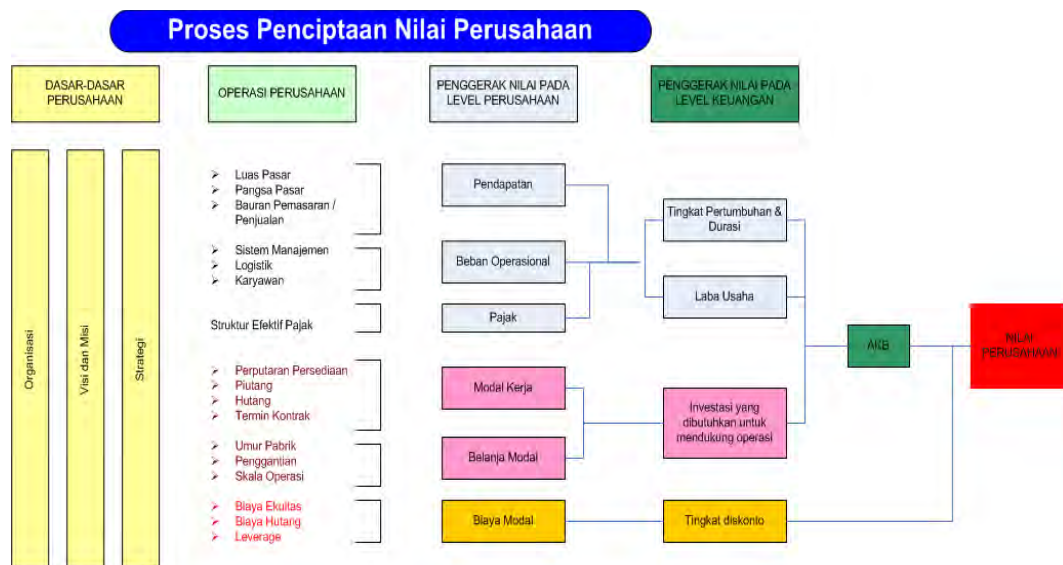 Proses Penciptaan Nilai Perusahaan
DASAR-DASAR
PERUSAHAAN
OPERASI PERUSAHAAN
PENGGERAK NILAI PADA
LEVEL PERUSAHAAN
PENGGERAK NILAI PADA
LEVEL KEUANGAN
Organisasi
Visi dan Misi
Strategi
➢ Luas Pasar
➢ Pangsa Pasar
➢ Bauran Pemasaran /
Penjualan
➢ Sistem Manajemen
➢ Logistik
➢ Karyawan
Struktur Efektif Pajak
➢ Perputaran Persediaan
➢ Piutang
➢ Hutang
➢ Termin Kontrak
➢ Umur Pabrik
➢ Penggantian
➢ Skala Operasi
➢ Biaya Ekuitas
➢ Biaya Hutang
➢ Leverage
Pendapatan
Beban Operasional
Pajak
Modal Kerja
Belanja Modal
Biaya Modal
Tingkat Pertumbuhan &
Durasi
Laba Usaha
Investasi yang
dibutuhkan untuk
mendukung operasi
Tingkat diskonto
AKB
NILAI
PERUSAHAAN